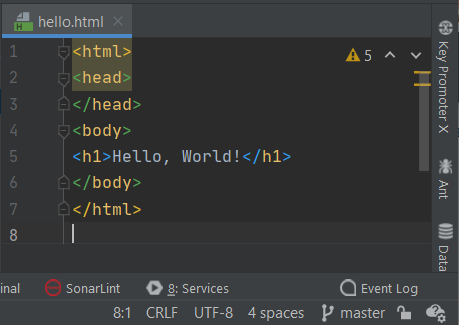 hello.html
1 <html>
2 <head>
3 </head>
4 <body>
5 <h1>Hello, World!</h1>
6 </body>
7 </html>
8
5
Key Promoter X
Ant
Data
inal
SonarLint
8: Services
Event Log
8:1 CRLF UTF-8 4 spaces master